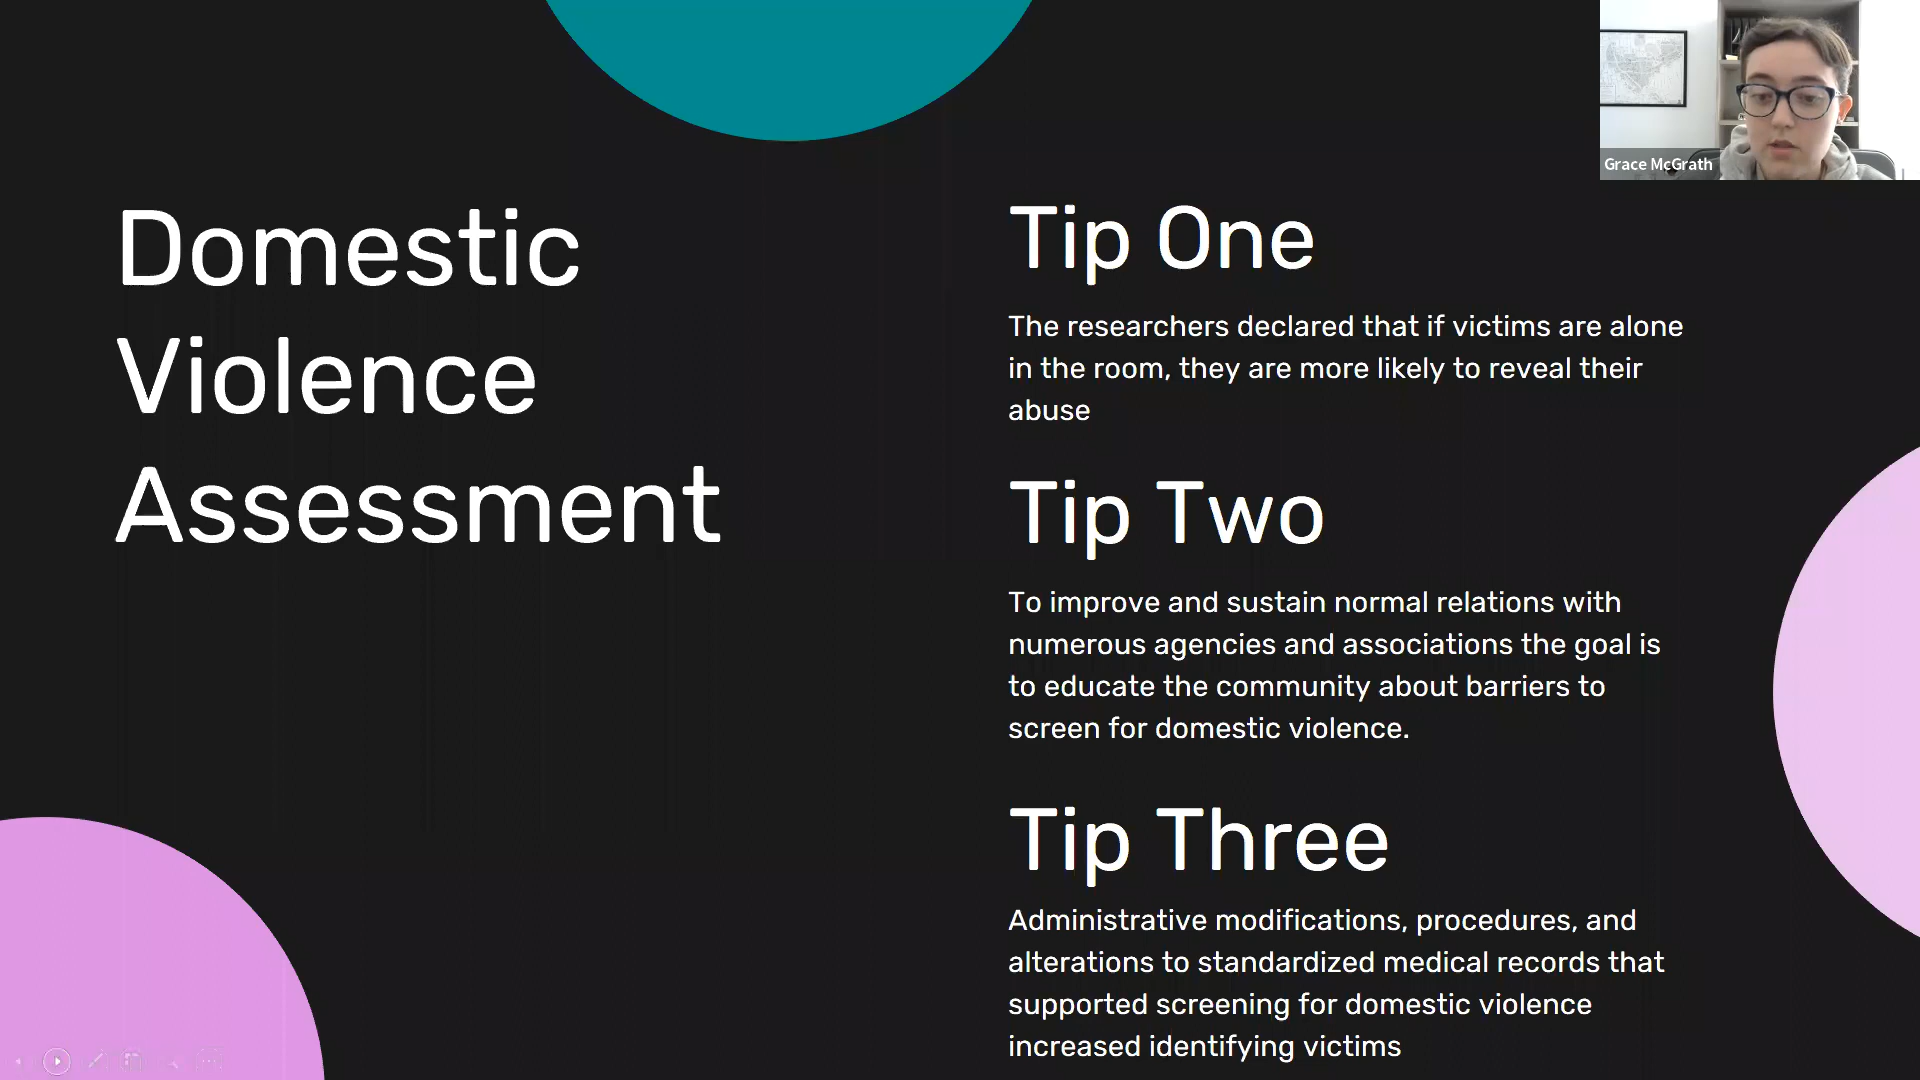 Grace McGrath
Domestic
Violence
Assessment
Tip One
The researchers declared that if victims are alone
in the room, they are more likely to reveal their
abuse
Tip Two
To improve and sustain normal relations with
numerous agencies and associations the goal is
to educate the community about barriers to
screen for domestic violence.
Tip Three
Administrative modifications, procedures, and
alterations to standardized medical records that
supported screening for domestic violence
increased identifying victims